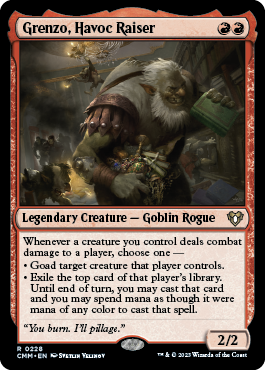 Grenzo, Havoc Raiser
Legendary Creature — Goblin Rogue
Whenever a creature you control deals combat
damage to a player, choose one —
• Goad target creature that player controls.
• Exile the top card of that player's library.
Until end of turn, you may cast that card
and you may spend mana as though it were
mana of any color to cast that spell.
"You burn. I'll pillage."
2/2
R 0228
CMM • EN Svetlin Velinov
™ & © 2023 Wizards of the Coast